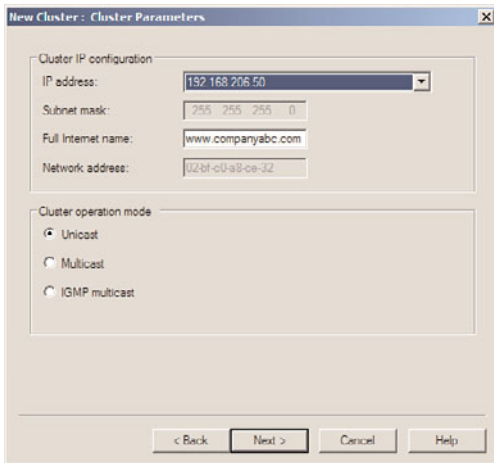 New Cluster : Cluster Parameters
Cluster IP configuration
IP address: 192.168.206.50
Subnet mask: 255 . 255 . 255 . 0
Full Internet name: www.companyabc.com
Network address: 02-bf-c0-a8-ce-32
Cluster operation mode
Unicast
Multicast
IGMP multicast
< Back Next > Cancel Help